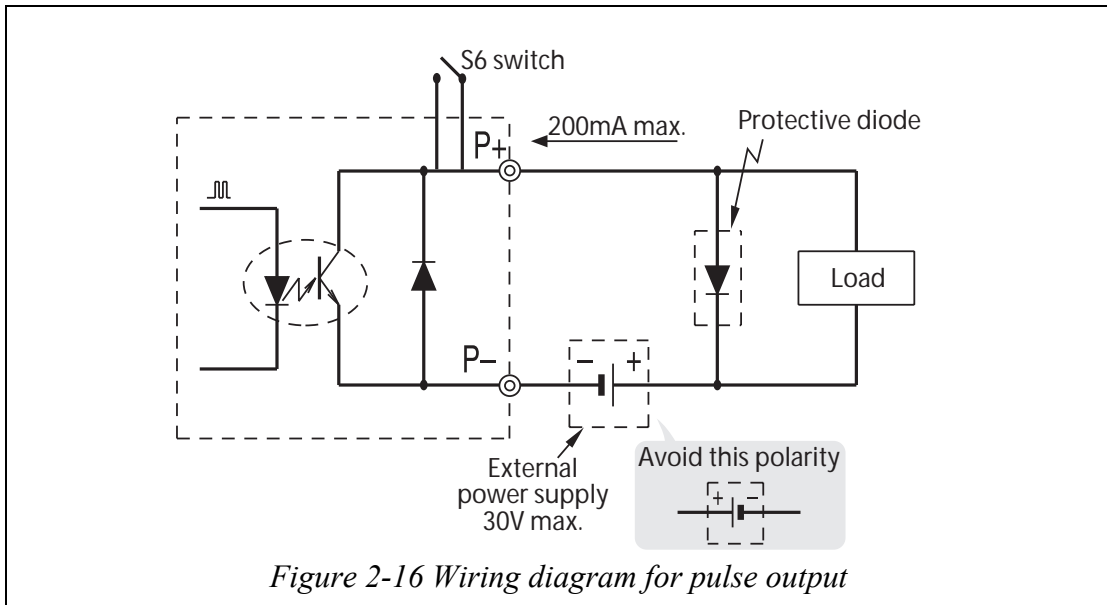 S6 switch
200mA max.
Protective diode
P+
Load
P−
− +
External
power supply
30V max.
Avoid this polarity
+ −
Figure 2-16 Wiring diagram for pulse output